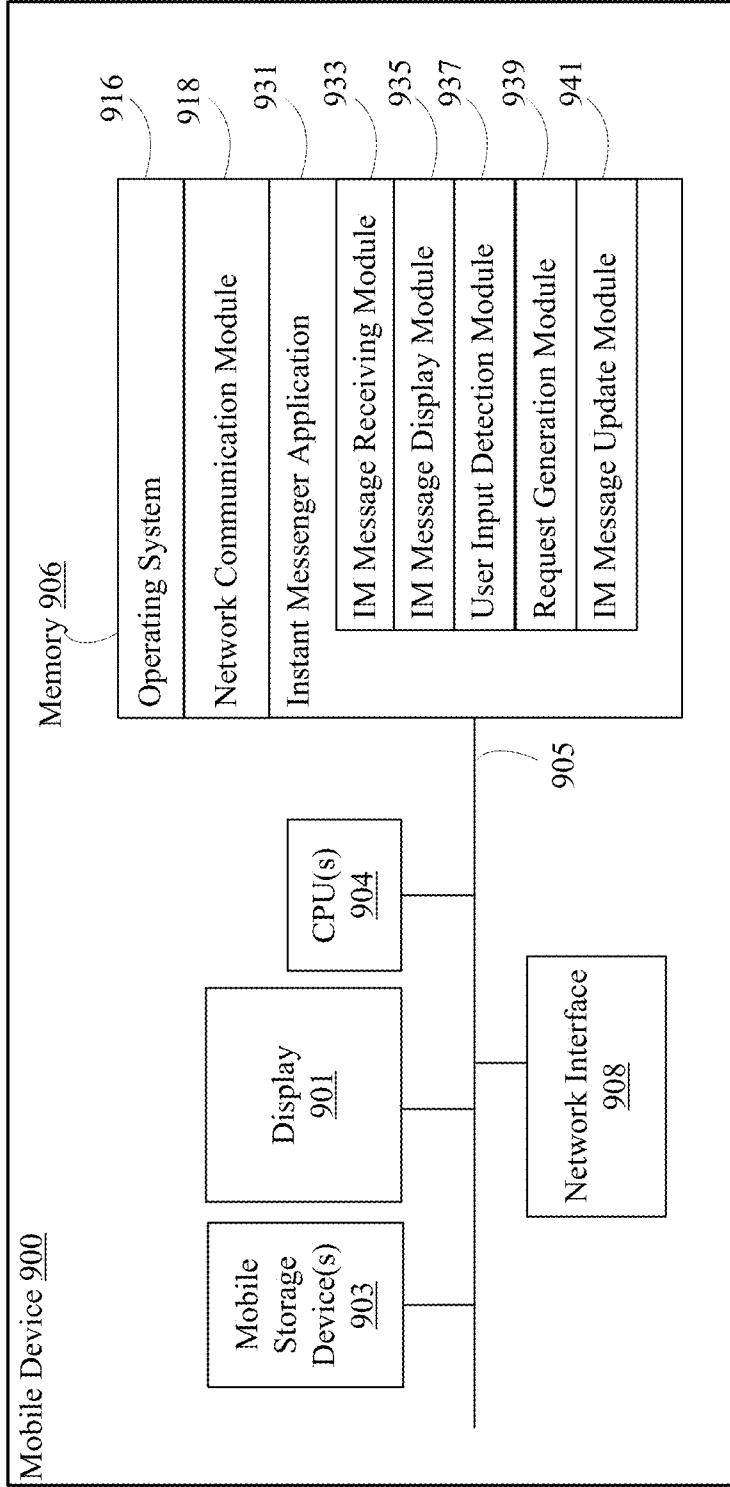 Mobile Device 900
Mobile
Storage
Device(s)
903
Display
901
CPU(s)
904
Network Interface
908
905
Memory 906
Operating System
916
Network Communication Module
918
Instant Messenger Application
931
IM Message Receiving Module
933
IM Message Display Module
935
User Input Detection Module
937
Request Generation Module
939
IM Message Update Module
941